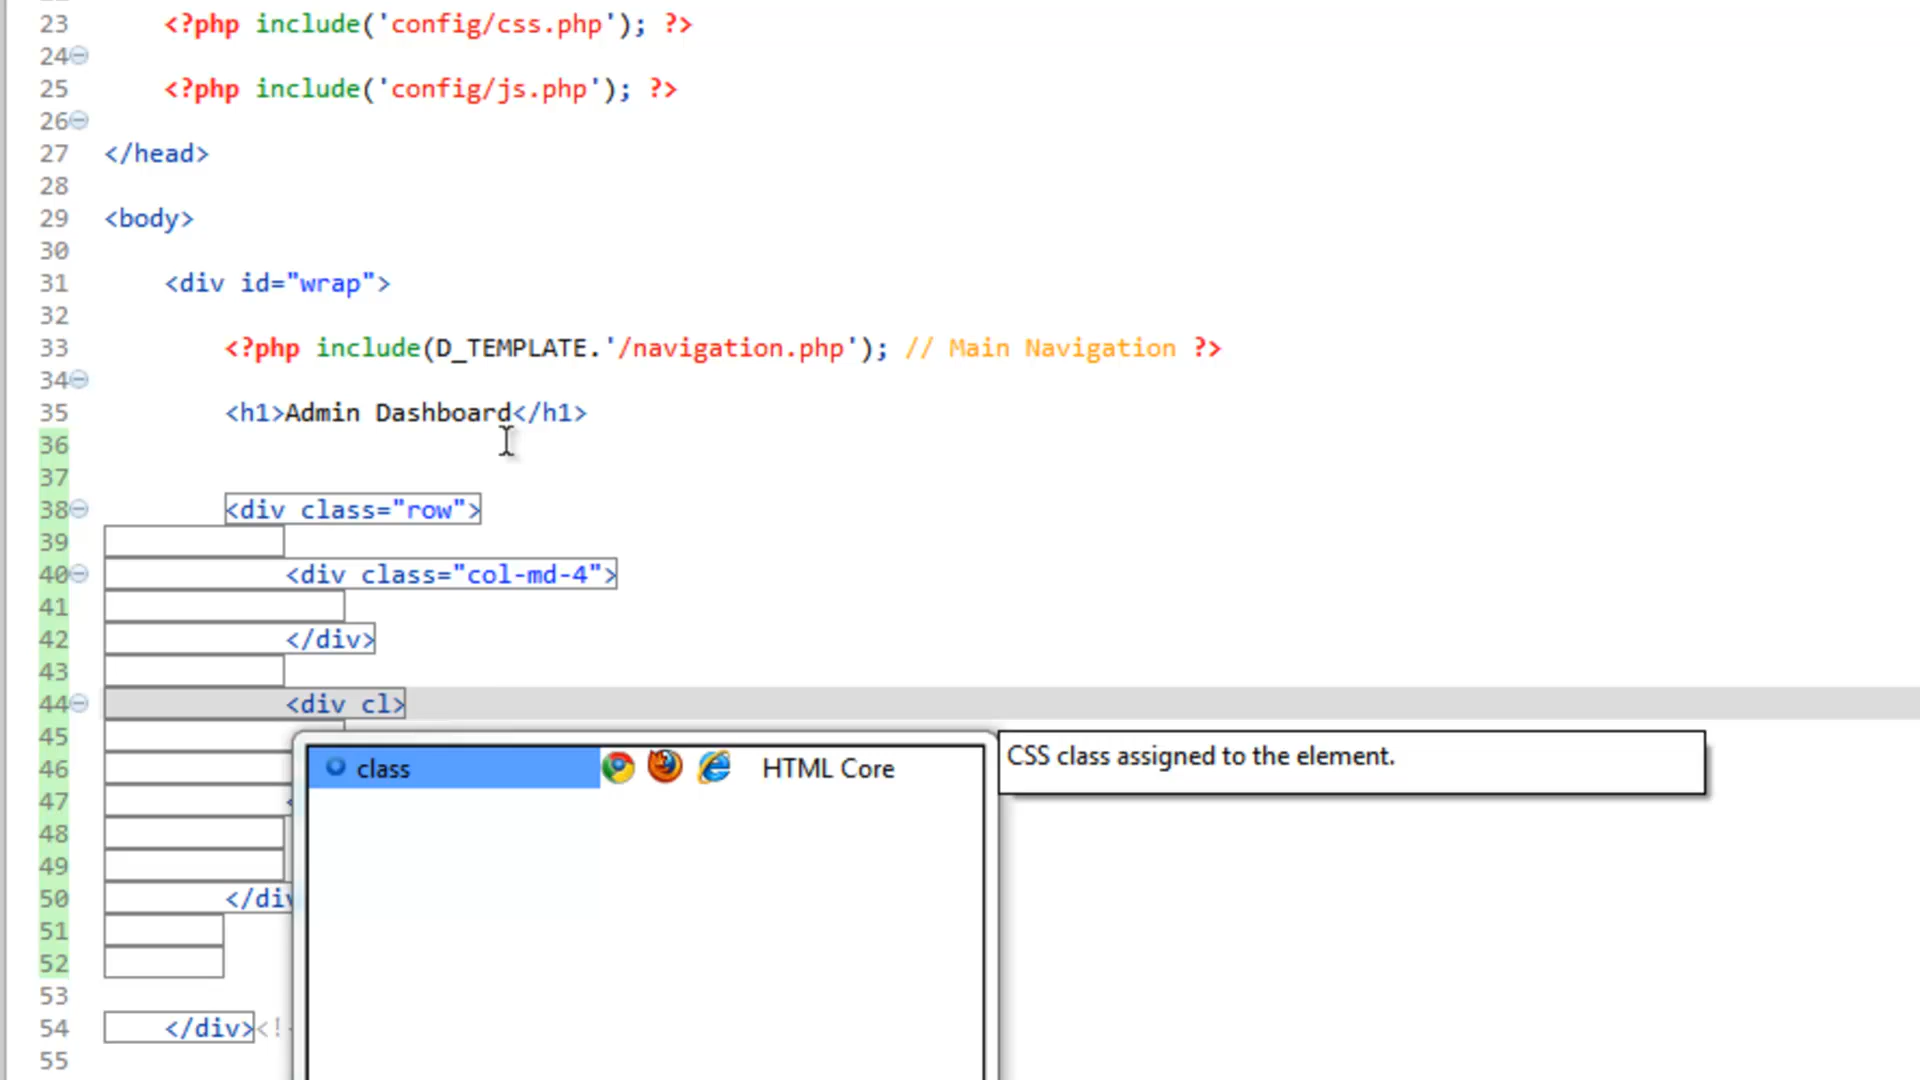 23 <?php include('config/css.php'); ?>
24
25 <?php include('config/js.php'); ?>
26
27 </head>
28
29 <body>
30
31 <div id="wrap">
32
33 <?php include(D_TEMPLATE.'/navigation.php'); // Main Navigation ?>
34
35 <h1>Admin Dashboard</h1>
36
37
38 <div class="row">
39
40 <div class="col-md-4">
41
42 </div>
43
44 <div cl>
45
46 class HTML Core CSS class assigned to the element.
47 <
48
49
50 </div
51
52
53
54 </div><!-
55